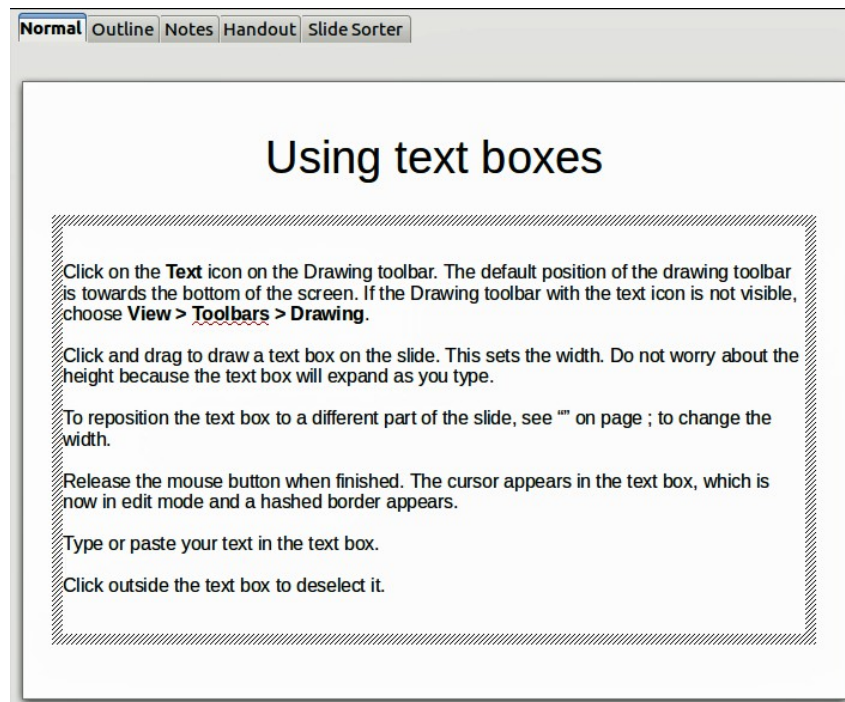 Normal Outline Notes Handout Slide Sorter
Using text boxes
Click on the Text icon on the Drawing toolbar. The default position of the drawing toolbar
is towards the bottom of the screen. If the Drawing toolbar with the text icon is not visible,
choose View > Toolbars > Drawing.
Click and drag to draw a text box on the slide. This sets the width. Do not worry about the
height because the text box will expand as you type.
To reposition the text box to a different part of the slide, see “” on page ; to change the
width.
Release the mouse button when finished. The cursor appears in the text box, which is
now in edit mode and a hashed border appears.
Type or paste your text in the text box.
Click outside the text box to deselect it.